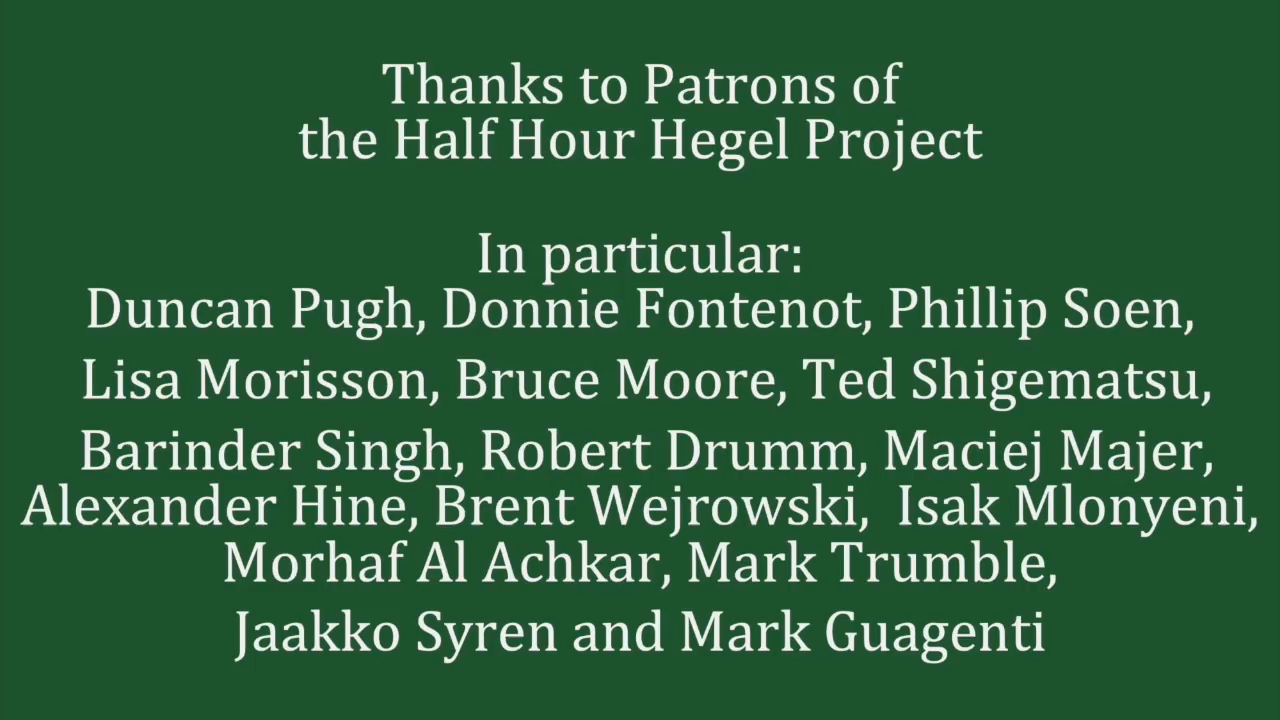 Thanks to Patrons of
the Half Hour Hegel Project
In particular:
Duncan Pugh, Donnie Fontenot, Phillip Soen,
Lisa Morisson, Bruce Moore, Ted Shigematsu,
Barinder Singh, Robert Drumm, Maciej Majer,
Alexander Hine, Brent Wejrowski, Isak Mlonyeni,
Morhaf Al Achkar, Mark Trumble,
Jaakko Syren and Mark Guagenti